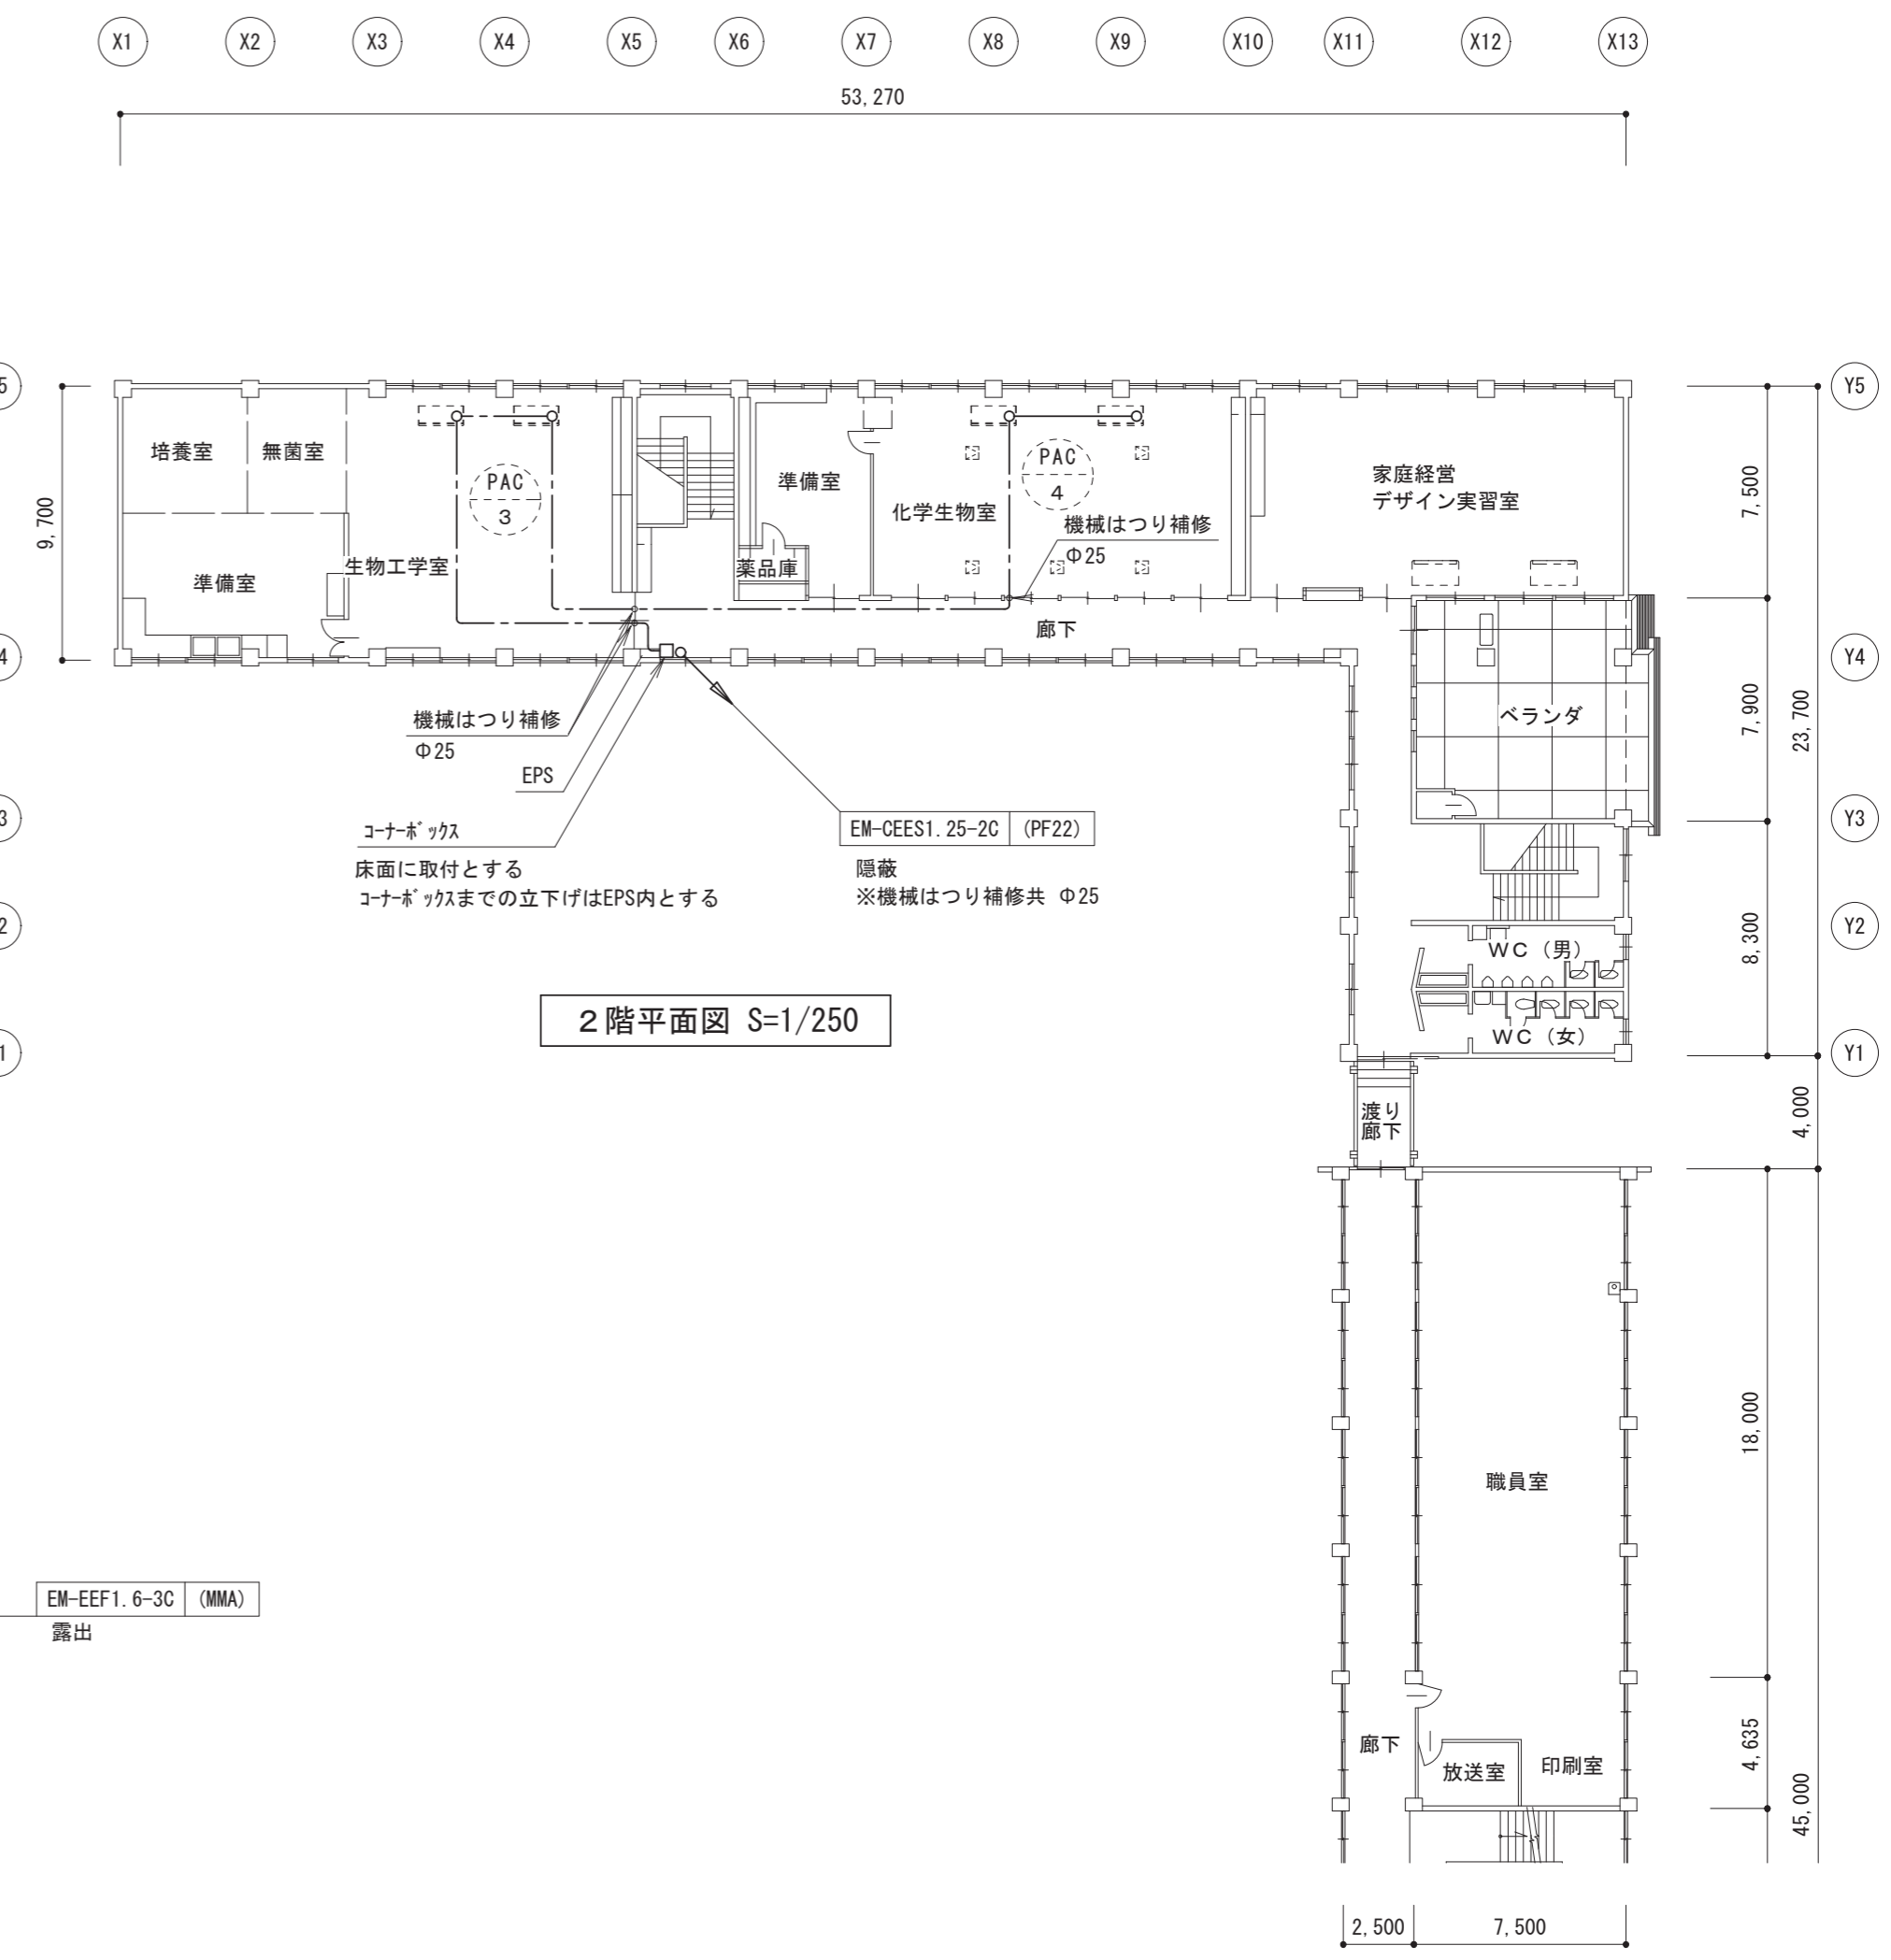 X1 X2 X3 X4 X5 X6 X7 X8 X9 X10 X11 X12 X13
53,270
5
Y5
培養室
無菌室
準備室
生物工学室
PAC
3
準備室
薬品庫
化学生物室
PAC
4
機械はつり補修
Φ25
家庭経営
デザイン実習室
9,700
7,500
廊下
4
Y4
機械はつり補修
Φ25
EPS
コーナーボックス
床面に取付とする
コーナーボックスまでの立下げはEPS内とする
EM-CEES1.25-2C (PF22)
隠蔽
※機械はつり補修共 Φ25
ベランダ
7,900
23,700
3
Y3
2
Y2
WC(男)
8,300
WC(女)
1
Y1
2階平面図 S=1/250
渡り
廊下
4,000
職員室
18,000
EM-EEF1.6-3C (MMA)
露出
廊下
放送室
印刷室
4,635
45,000
2,500
7,500